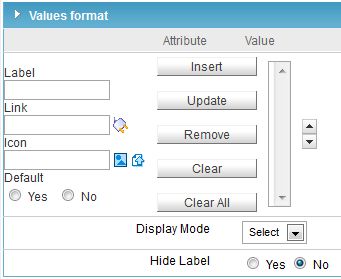 Values format
Attribute Value
Label
Insert
Link
Update
Icon
Remove
Default
Yes No
Clear
Clear All
Display Mode Select
Hide Label Yes No